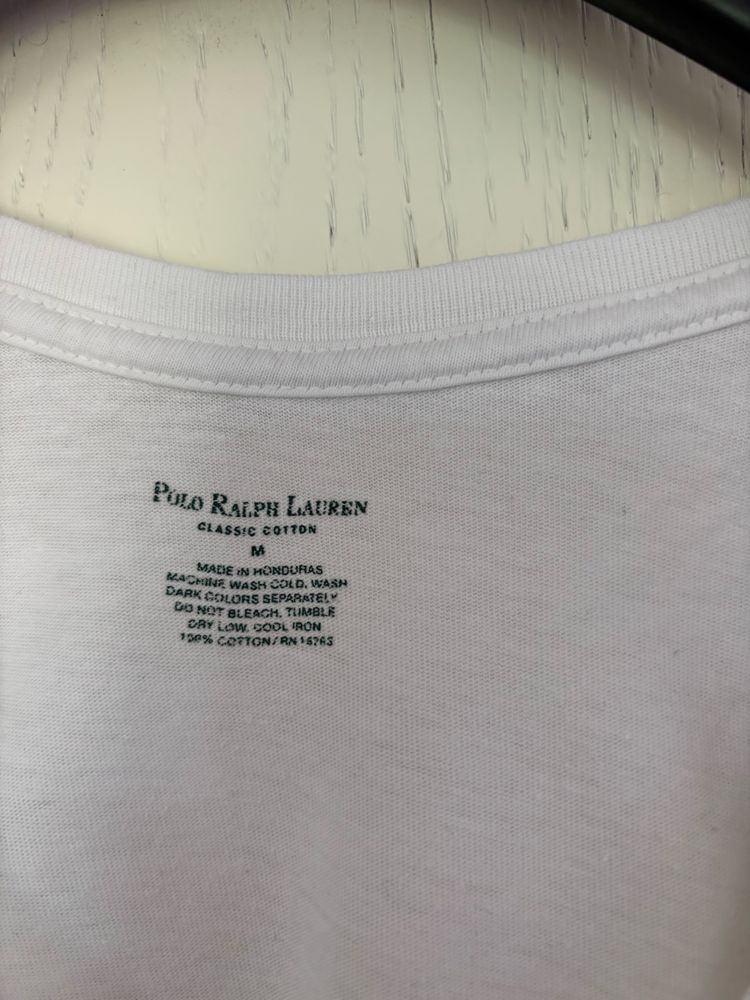 POLO RALPH LAUREN
CLASSIC COTTON
M
MADE IN HONDURAS
MACHINE WASH COLD. WASH
DARK COLORS SEPARATELY.
DO NOT BLEACH. TUMBLE
DRY LOW. COOL IRON
100% COTTON/RN